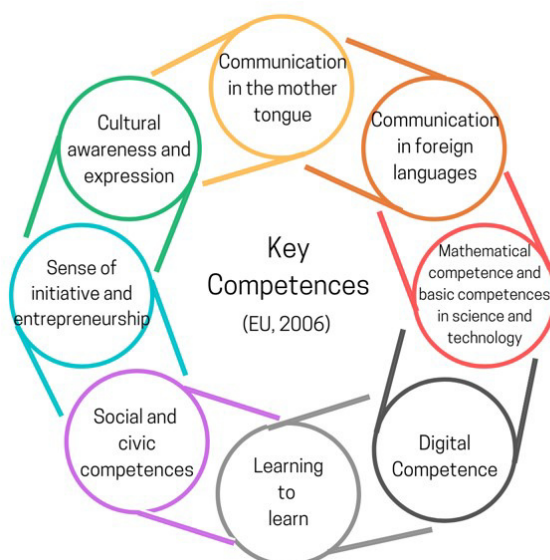 Communication
in the mother
tongue
Communication
in foreign
languages
Mathematical
competence and
basic competences
in science and
technology
Digital
Competence
Learning
to
learn
Social and
civic
competences
Sense of
initiative and
entrepreneurship
Cultural
awareness and
expression
Key
Competences
(EU, 2006)